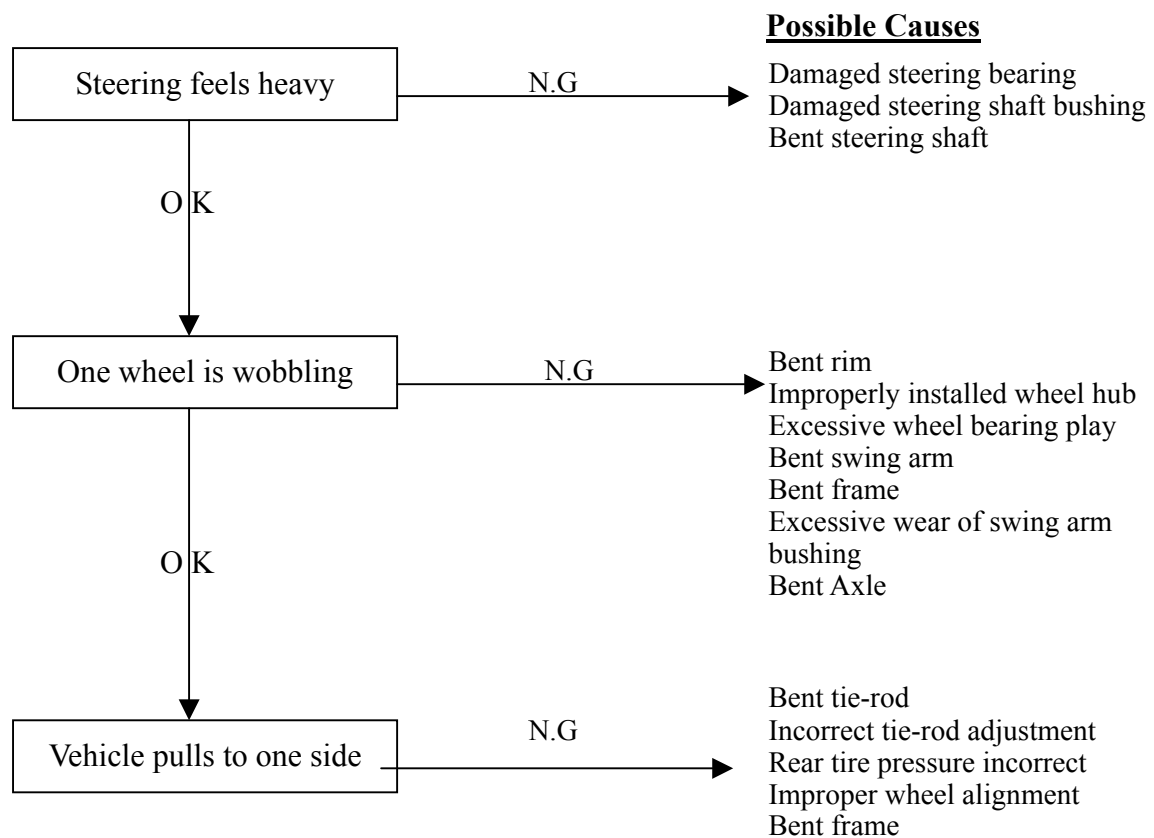 Possible Causes
Steering feels heavy
N.G
Damaged steering bearing
Damaged steering shaft bushing
Bent steering shaft
O K
One wheel is wobbling
N.G
Bent rim
Improperly installed wheel hub
Excessive wheel bearing play
Bent swing arm
Bent frame
Excessive wear of swing arm
bushing
Bent Axle
O K
Vehicle pulls to one side
N.G
Bent tie-rod
Incorrect tie-rod adjustment
Rear tire pressure incorrect
Improper wheel alignment
Bent frame